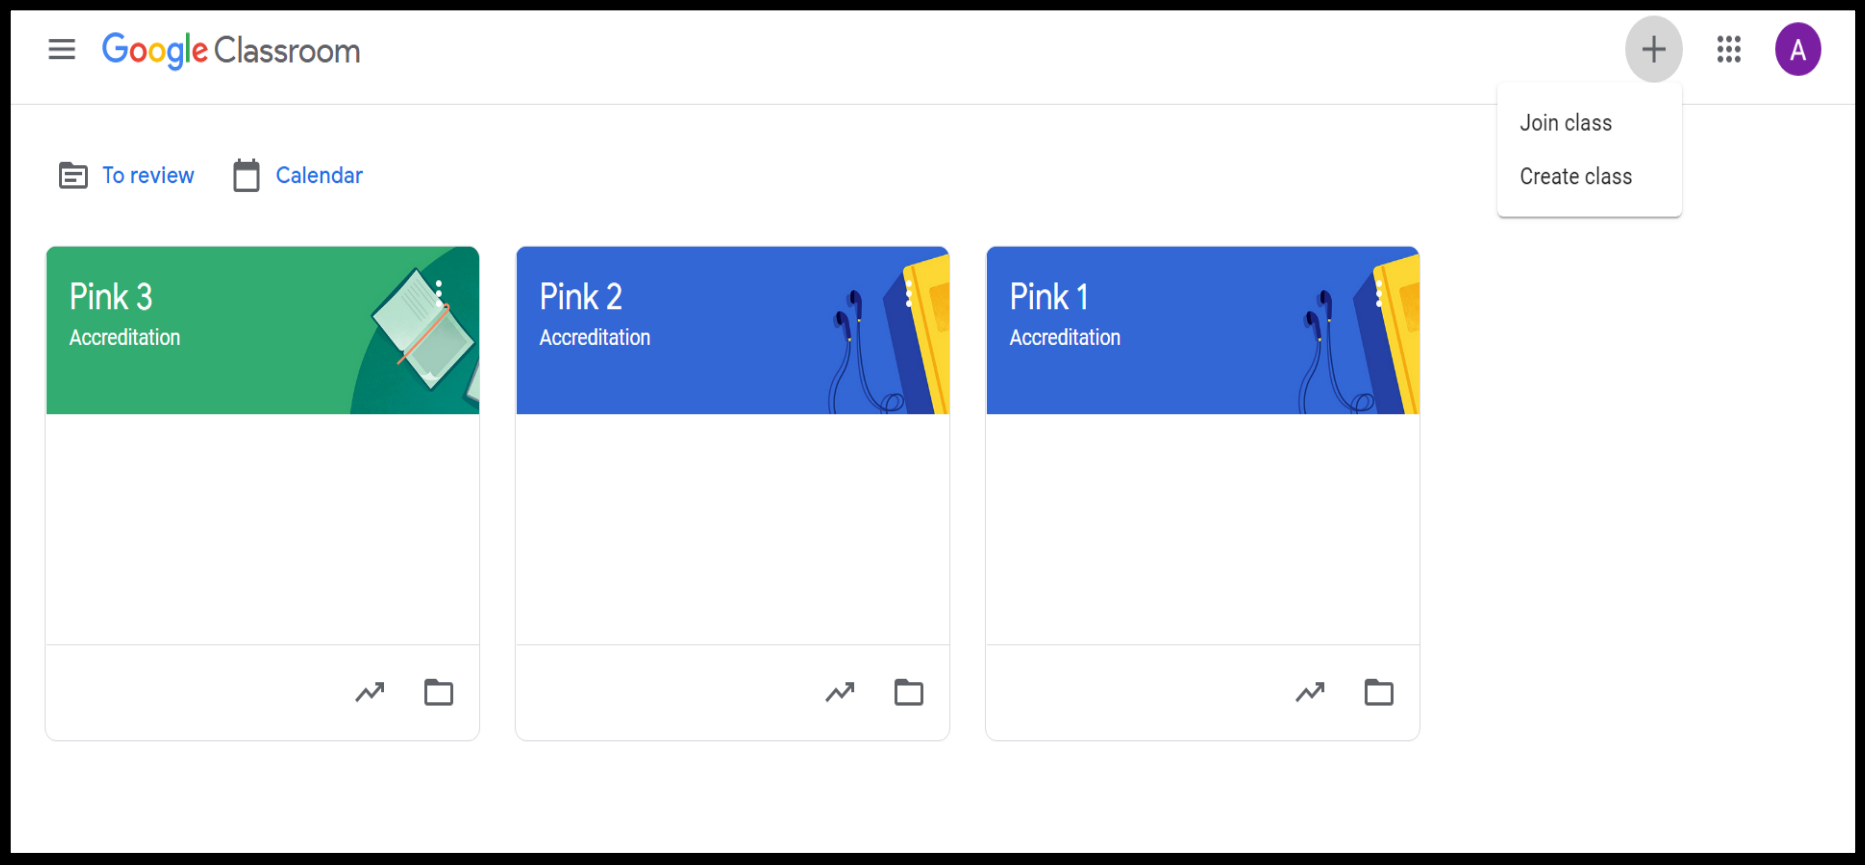 Google Classroom
A
Join class
Create class
To review
Calendar
Pink 3
Accreditation
Pink 2
Accreditation
Pink 1
Accreditation